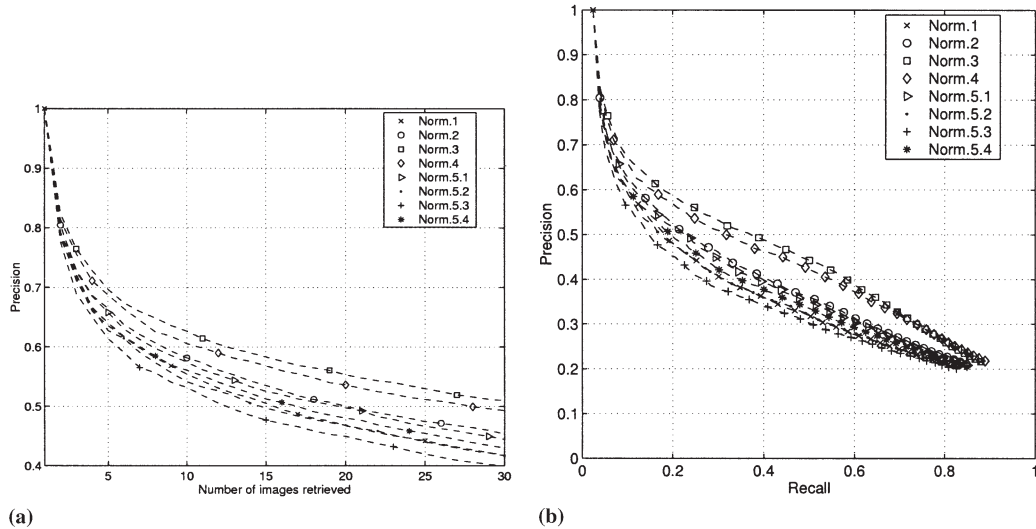 1
0.9
0.8
0.7
0.6
0.5
0.4
Precision
5
10
15
20
25
30
Number of images retrieved
Norm.1
Norm.2
Norm.3
Norm.4
Norm.5.1
Norm.5.2
Norm.5.3
Norm.5.4
(a)
1
0.9
0.8
0.7
0.6
0.5
0.4
0.3
0.2
0.1
0
Precision
0
0.2
0.4
0.6
0.8
1
Recall
Norm.1
Norm.2
Norm.3
Norm.4
Norm.5.1
Norm.5.2
Norm.5.3
Norm.5.4
(b)